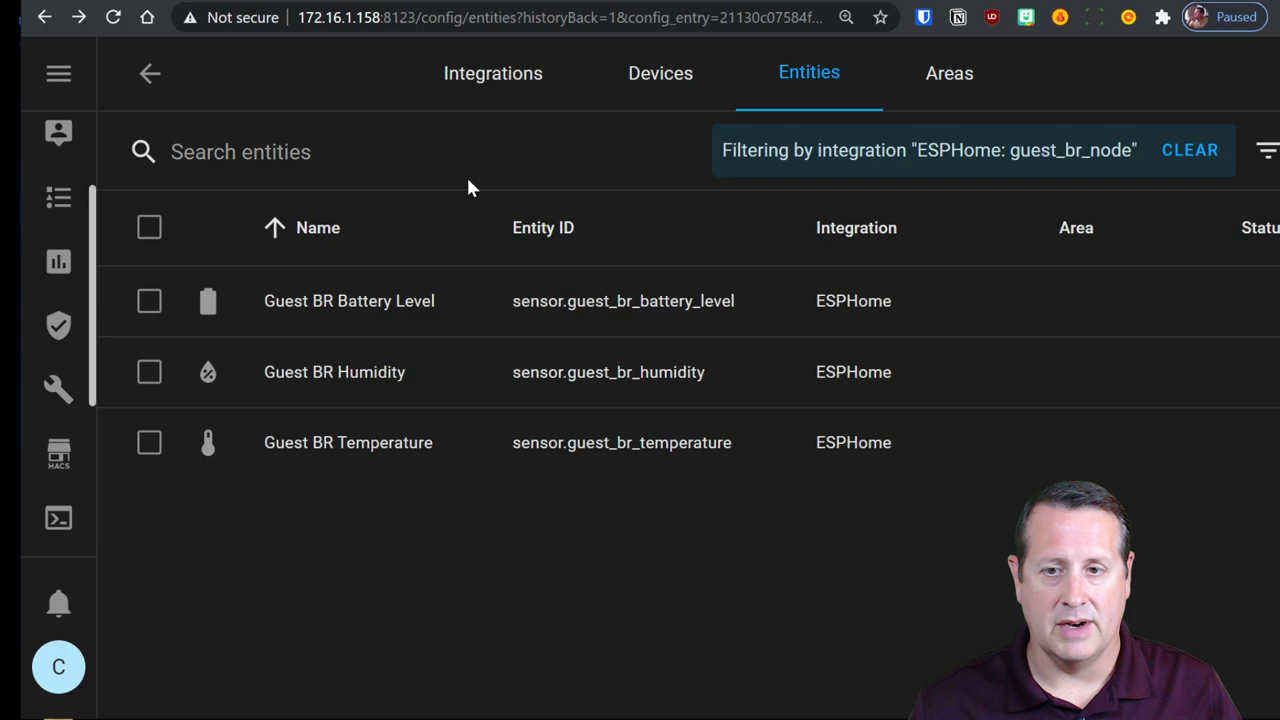 Not secure 172.16.1.158:8123/config/entities?historyBack=1&config_entry=21130c07584f... Paused
Integrations Devices Entities Areas
Search entities Filtering by integration "ESPHome: guest_br_node" CLEAR
Name Entity ID Integration Area Statu
Guest BR Battery Level sensor.guest_br_battery_level ESPHome
Guest BR Humidity sensor.guest_br_humidity ESPHome
Guest BR Temperature sensor.guest_br_temperature ESPHome
HACS
C